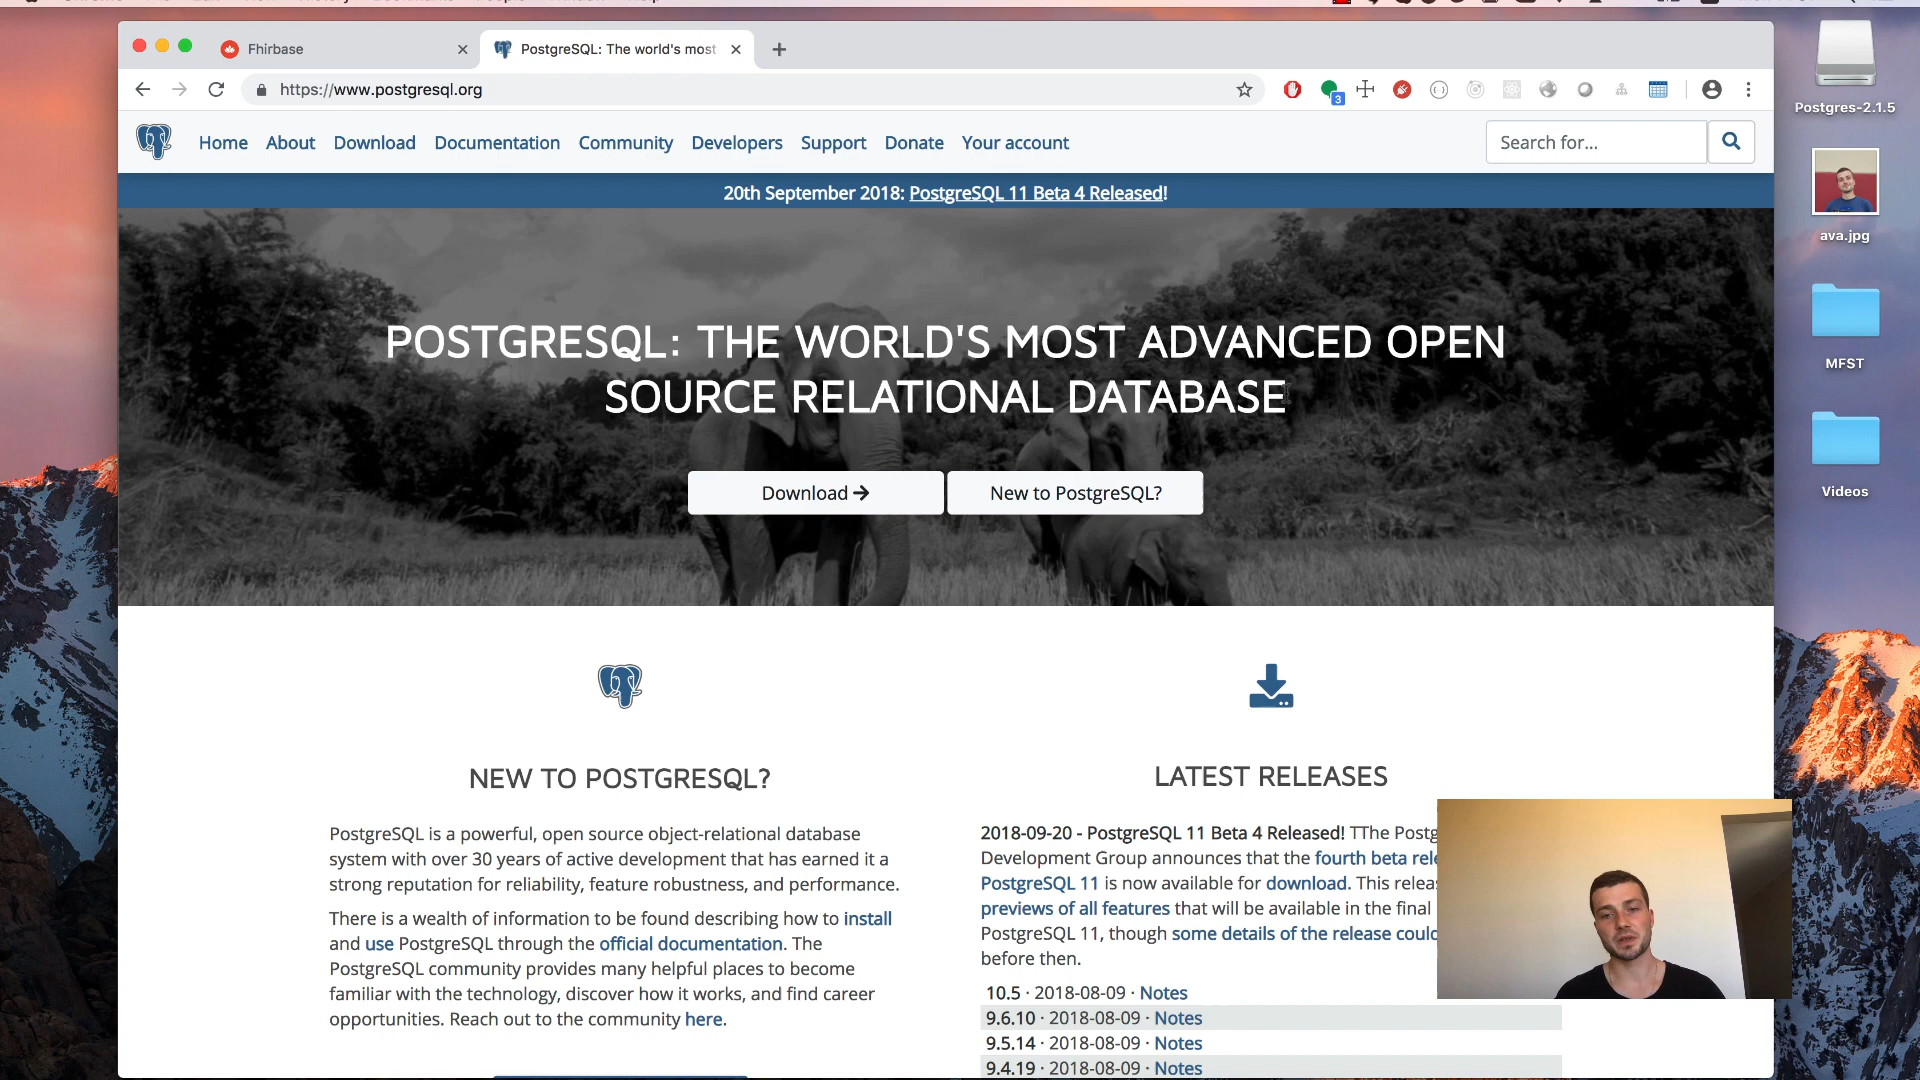 Fhirbase
PostgreSQL: The world's most
https://www.postgresql.org
3
Postgres-2.1.5
Home About Download Documentation Community Developers Support Donate Your account
Search for...
20th September 2018: PostgreSQL 11 Beta 4 Released!
ava.jpg
POSTGRESQL: THE WORLD'S MOST ADVANCED OPEN
SOURCE RELATIONAL DATABASE
MFST
Download
New to PostgreSQL?
Videos
NEW TO POSTGRESQL?
PostgreSQL is a powerful, open source object-relational database
system with over 30 years of active development that has earned it a
strong reputation for reliability, feature robustness, and performance.
There is a wealth of information to be found describing how to install
and use PostgreSQL through the official documentation. The
PostgreSQL community provides many helpful places to become
familiar with the technology, discover how it works, and find career
opportunities. Reach out to the community here.
LATEST RELEASES
2018-09-20 - PostgreSQL 11 Beta 4 Released! TThe Postg
Development Group announces that the fourth beta rele
PostgreSQL 11 is now available for download. This relea
previews of all features that will be available in the final
PostgreSQL 11, though some details of the release could
before then.
10.5 · 2018-08-09 · Notes
9.6.10 · 2018-08-09 · Notes
9.5.14 · 2018-08-09 · Notes
9.4.19 · 2018-08-09 · Notes